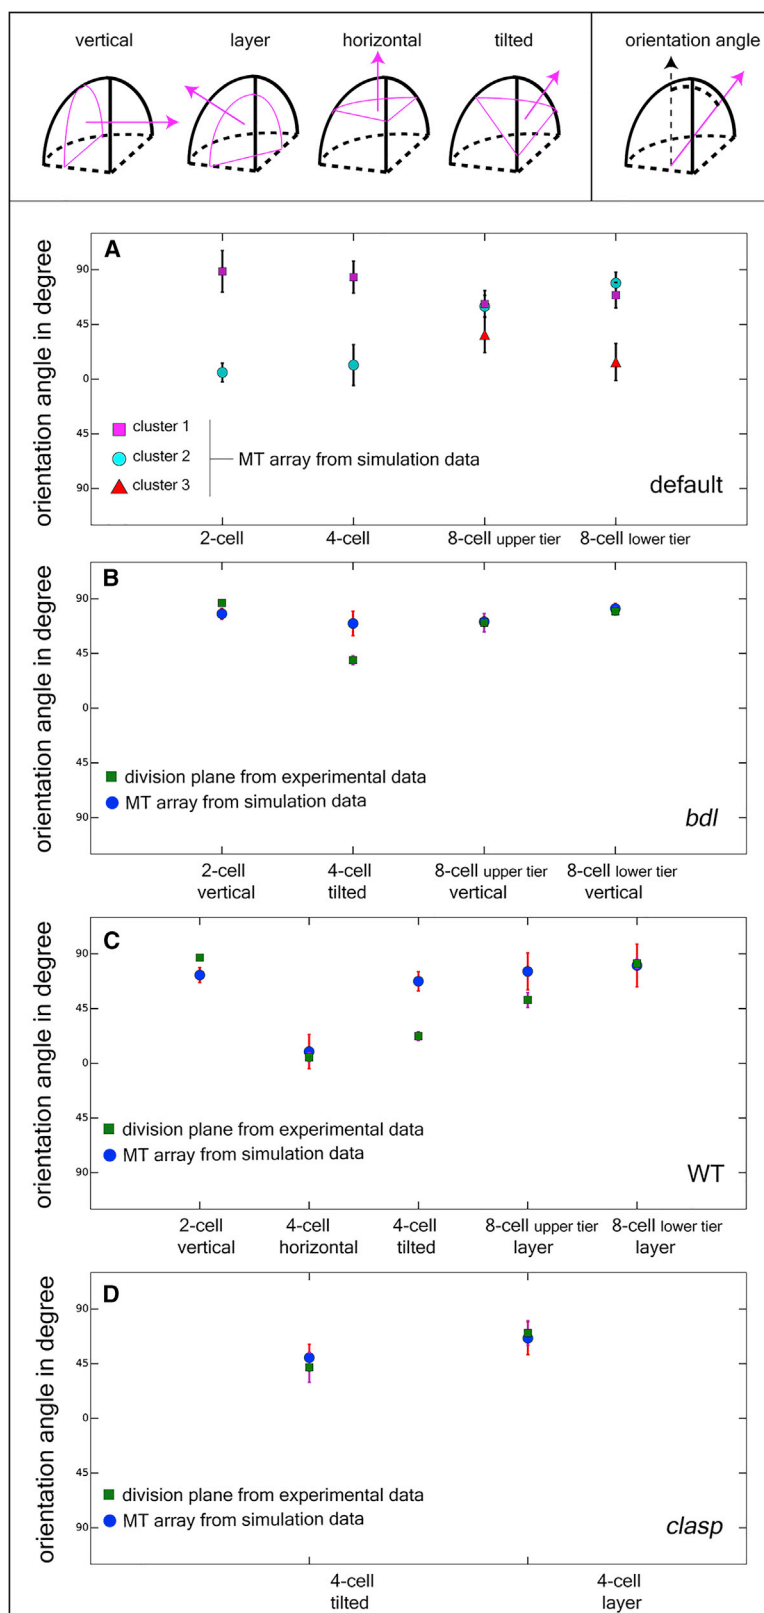 vertical layer horizontal tilted orientation angle
A
orientation angle in degree
90
45
0
45
90
cluster 1
cluster 2
cluster 3
MT array from simulation data
default
2-cell 4-cell 8-cell upper tier 8-cell lower tier
B
orientation angle in degree
90
45
0
45
90
division plane from experimental data
MT array from simulation data
bdl
2-cell 4-cell 8-cell upper tier 8-cell lower tier
vertical tilted vertical vertical
C
orientation angle in degree
90
45
0
45
90
division plane from experimental data
MT array from simulation data
WT
2-cell 4-cell 4-cell 8-cell upper tier 8-cell lower tier
vertical horizontal tilted layer layer
D
orientation angle in degree
90
45
0
45
90
division plane from experimental data
MT array from simulation data
clasp
4-cell 4-cell
tilted layer